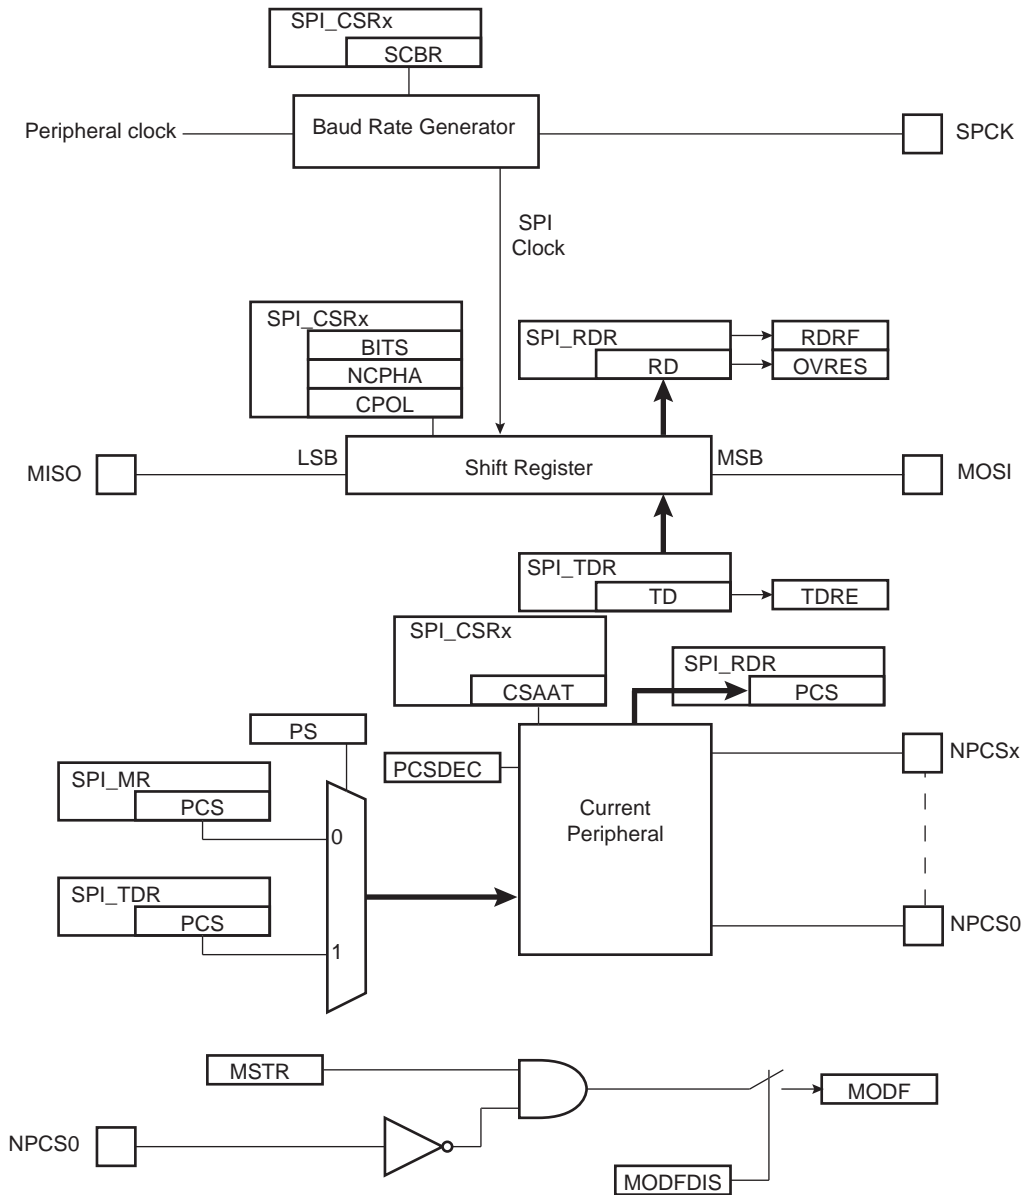 SPI_CSRx
SCBR
Peripheral clock
Baud Rate Generator
SPCK
SPI
Clock
SPI_CSRx
BITS
NCPHA
CPOL
SPI_RDR
RD
RDRF
OVRES
MISO
LSB
Shift Register
MSB
MOSI
SPI_TDR
TD
TDRE
SPI_CSRx
CSAAT
SPI_RDR
PCS
PS
PCSDEC
NPCSx
SPI_MR
PCS
0
Current
Peripheral
SPI_TDR
PCS
1
NPCS0
MSTR
MODF
NPCS0
MODFDIS